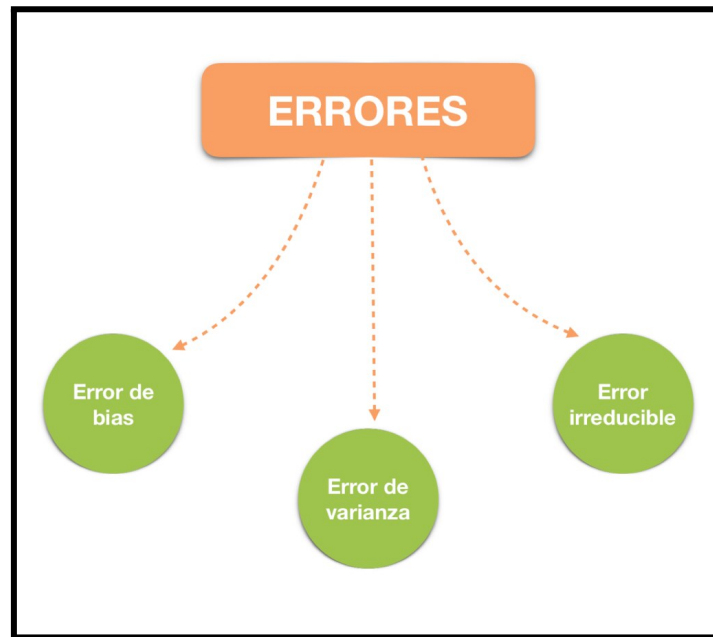 ERRORES
Error de
bias
Error de
varianza
Error
irreducible